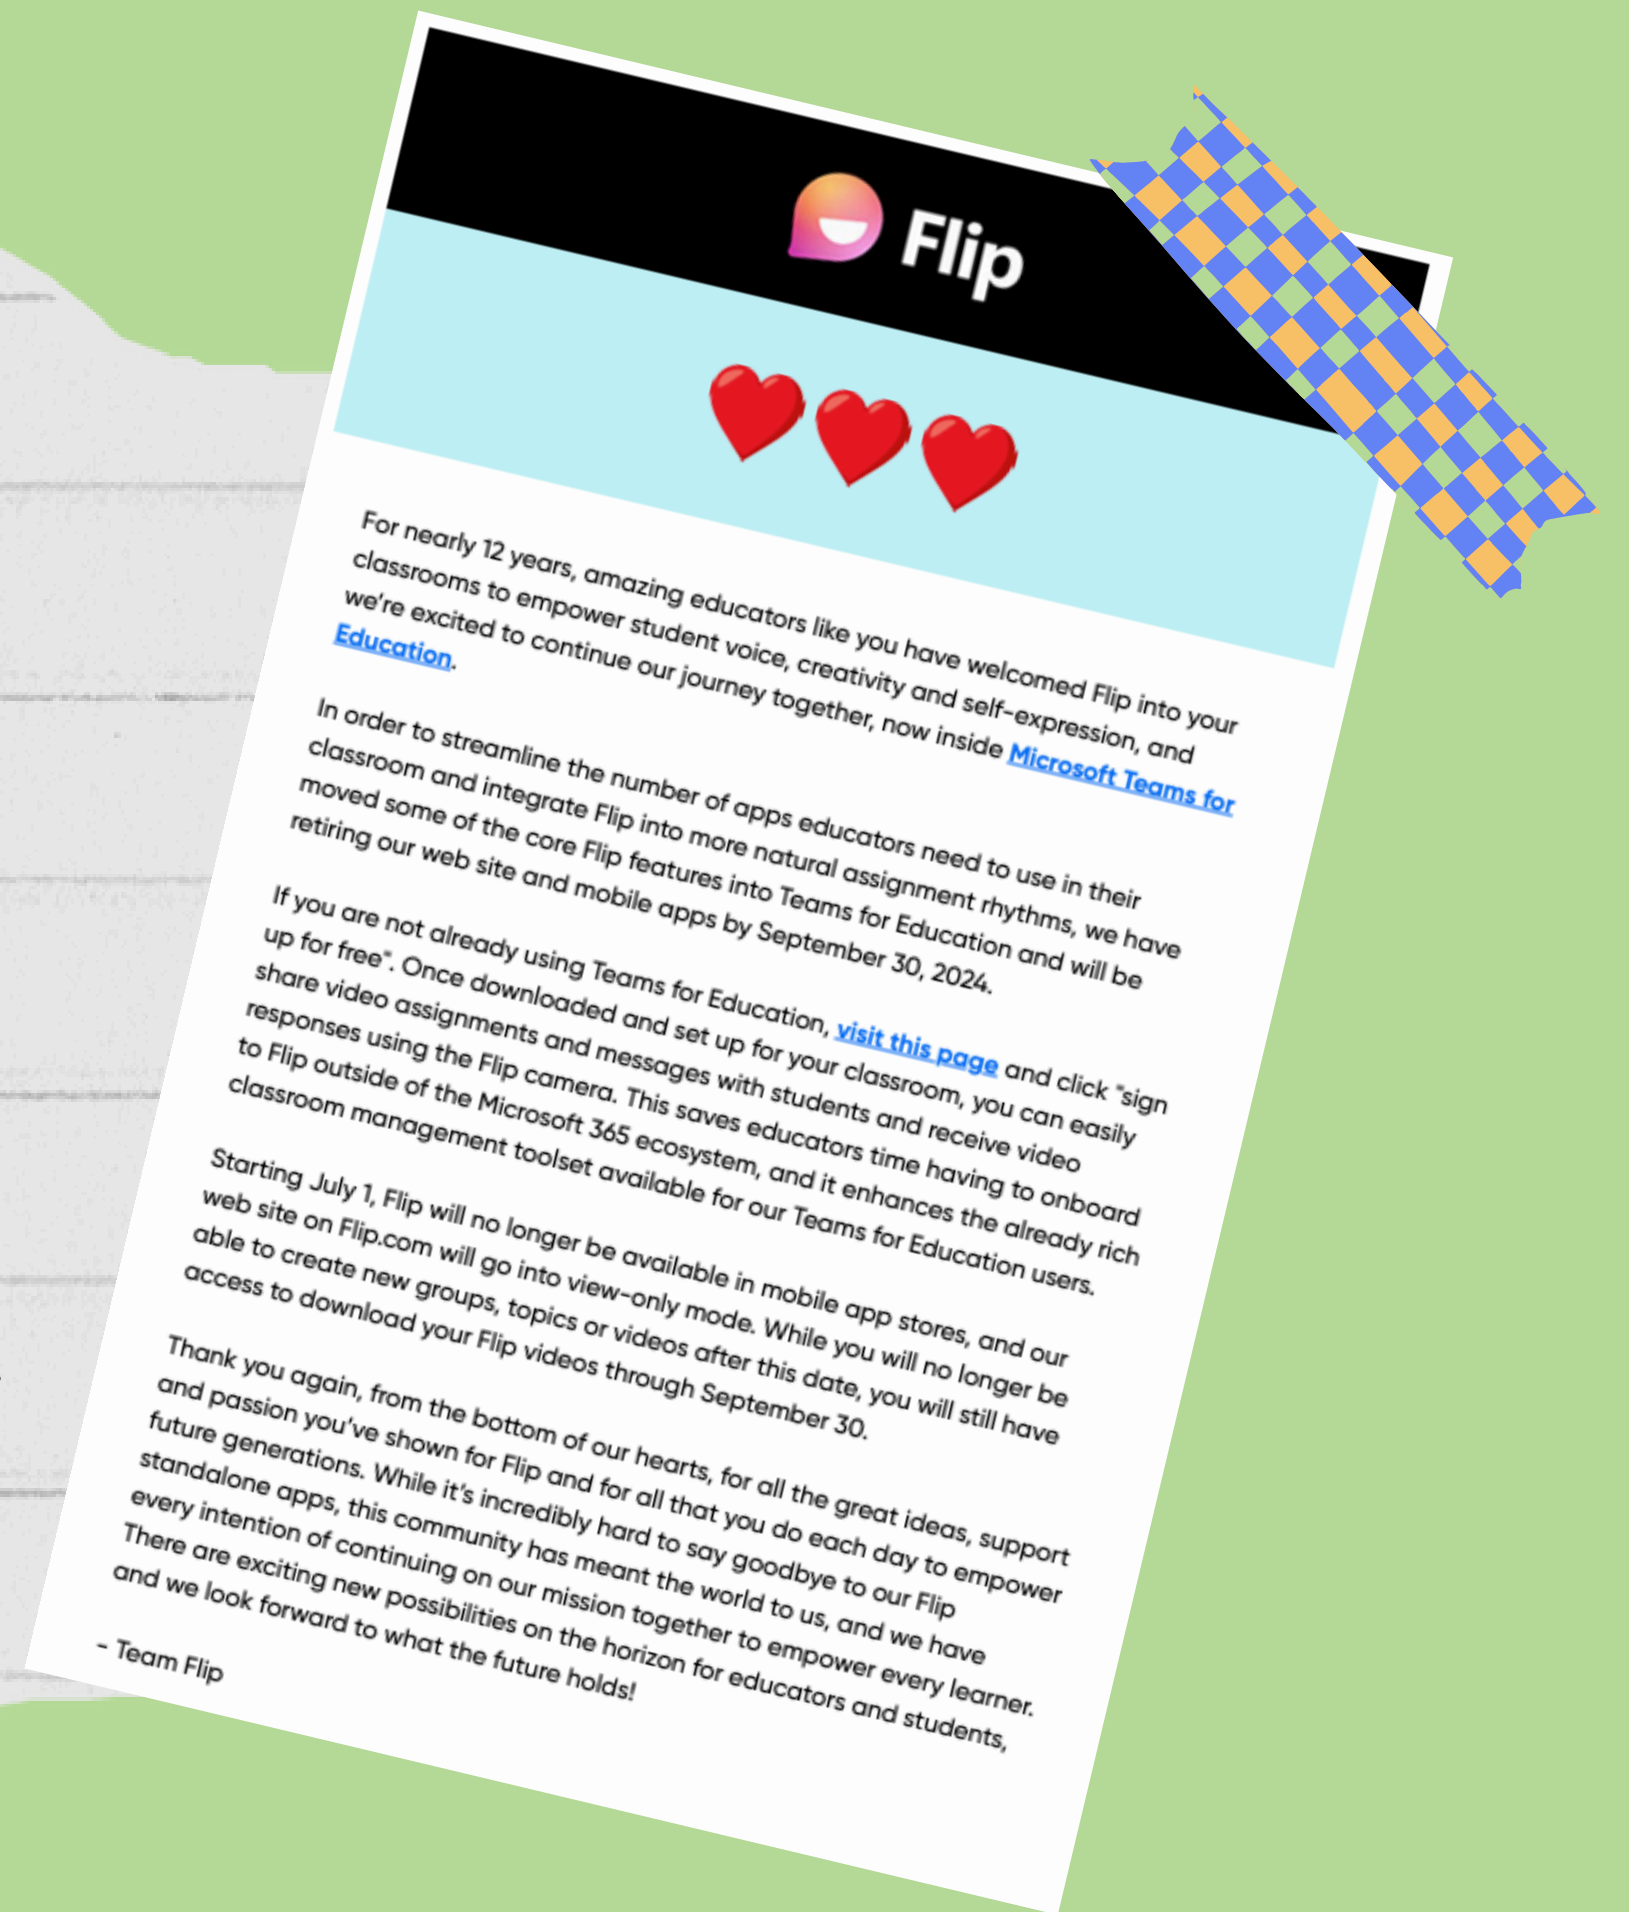 Flip
For nearly 12 years, amazing educators like you have welcomed Flip into your
classrooms to empower student voice, creativity and self-expression, and
we're excited to continue our journey together, now inside Microsoft Teams for
Education.
In order to streamline the number of apps educators need to use in their
classroom and integrate Flip into more natural assignment rhythms, we have
moved some of the core Flip features into Teams for Education and will be
retiring our web site and mobile apps by September 30, 2024.
If you are not already using Teams for Education, visit this page and click "sign
up for free". Once downloaded and set up for your classroom, you can easily
share video assignments and messages with students and receive video
responses using the Flip camera. This saves educators time having to onboard
to Flip outside of the Microsoft 365 ecosystem, and it enhances the already rich
classroom management toolset available for our Teams for Education users.
Starting July 1, Flip will no longer be available in mobile app stores, and our
web site on Flip.com will go into view-only mode. While you will no longer be
able to create new groups, topics or videos after this date, you will still have
access to download your Flip videos through September 30.
Thank you again, from the bottom of our hearts, for all the great ideas, support
and passion you've shown for Flip and for all that you do each day to empower
future generations. While it's incredibly hard to say goodbye to our Flip
standalone apps, this community has meant the world to us, and we have
every intention of continuing on our mission together to empower every learner.
There are exciting new possibilities on the horizon for educators and students,
and we look forward to what the future holds!
- Team Flip